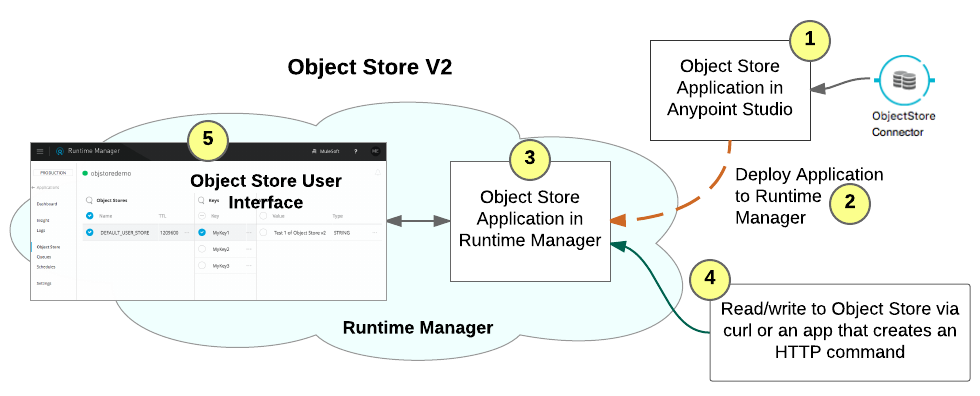 Object Store V2
1
Object Store
Application in
Anypoint Studio
ObjectStore
Connector
Deploy Application
to Runtime
Manager
2
5
Runtime Manager
MuleSoft
?
PRODUCTION
objstoredemo
Object Store User
Interface
Applications
Dashboard
Insight
Logs
Object Store
Queues
Schedules
Settings
Object Stores
Keys
Name
TTL
Key
Value
Type
DEFAULT_USER_STORE
1209600
MyKey1
Test 1 of Object Store v2
STRING
MyKey2
MyKey3
3
Object Store
Application in
Runtime Manager
4
Read/write to Object Store via
curl or an app that creates an
HTTP command
Runtime Manager